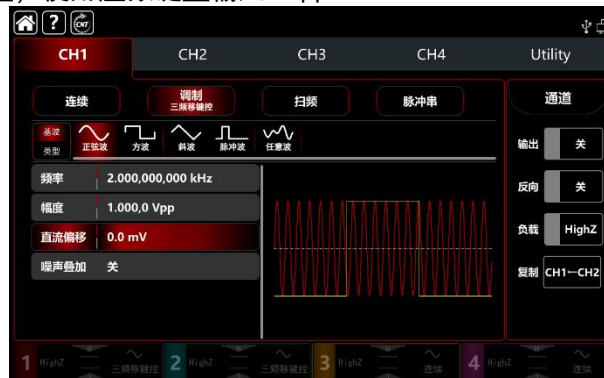 CNT
CH1 CH2 CH3 CH4 Utility
连续 调制 扫频 脉冲串 通道
三频移键控
基波 类型 正弦波 方波 斜波 脉冲波 任意波
输出 关
频率 2.000,000,000 kHz
反向 关
幅度 1.000,0 Vpp
负载 HighZ
直流偏移 0.0 mV
复制 CH1←CH2
噪声叠加 关
1 HighZ 三频移键控 2 HighZ 三频移键控 3 HighZ 连续 4 HighZ 连续